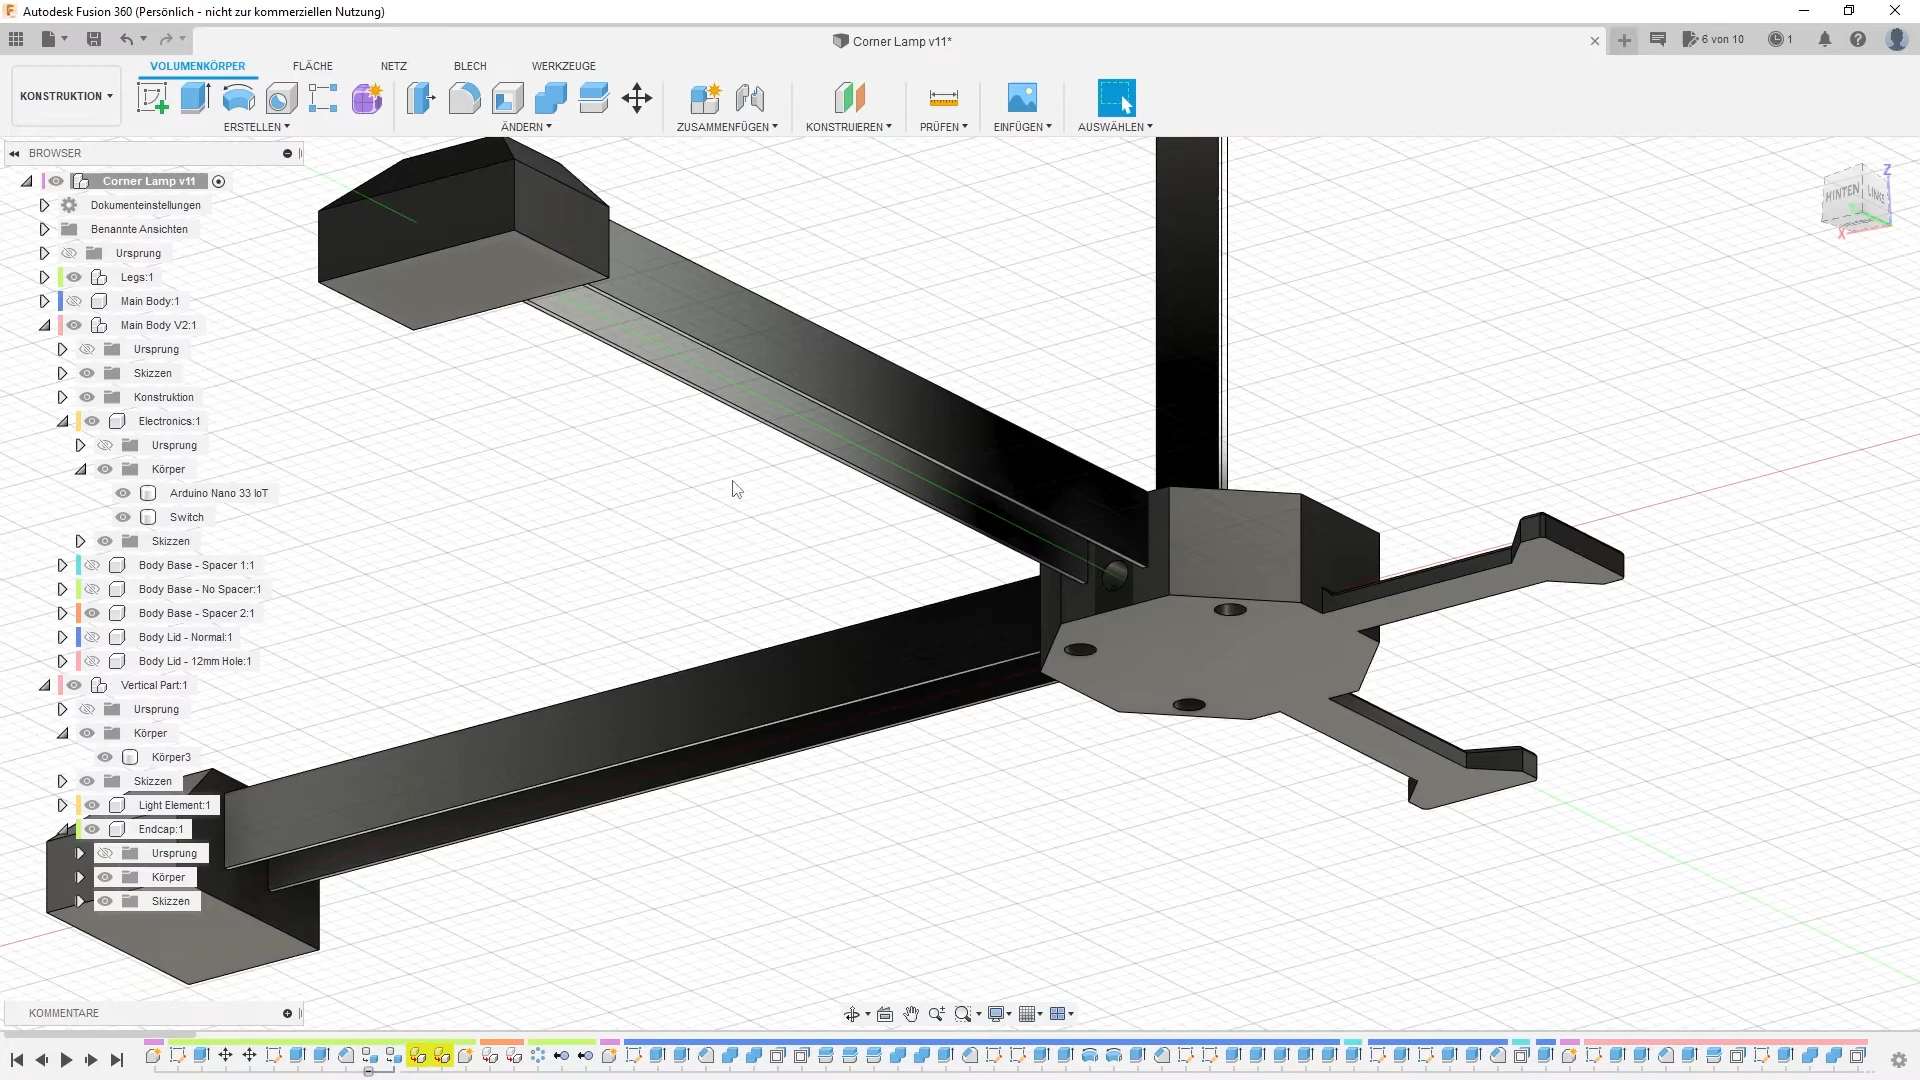 Autodesk Fusion 360 (Persönlich - nicht zur kommerziellen Nutzung)
Corner Lamp v11*
6 von 10
1
VOLUMENKÖRPER
FLÄCHE
NETZ
BLECH
WERKZEUGE
KONSTRUKTION
ERSTELLEN
ÄNDERN
ZUSAMMENFÜGEN
KONSTRUIEREN
PRÜFEN
EINFÜGEN
AUSWÄHLEN
BROWSER
Corner Lamp v11
Dokumenteinstellungen
Benannte Ansichten
Ursprung
Legs:1
Main Body:1
Main Body V2:1
Ursprung
Skizzen
Konstruktion
Electronics:1
Ursprung
Körper
Arduino Nano 33 IoT
Switch
Skizzen
Body Base - Spacer 1:1
Body Base - No Spacer:1
Body Base - Spacer 2:1
Body Lid - Normal:1
Body Lid - 12mm Hole:1
Vertical Part:1
Ursprung
Körper
Körper3
Skizzen
Light Element:1
Endcap:1
Ursprung
Körper
Skizzen
Z
HINTEN
LINKS
X
KOMMENTARE